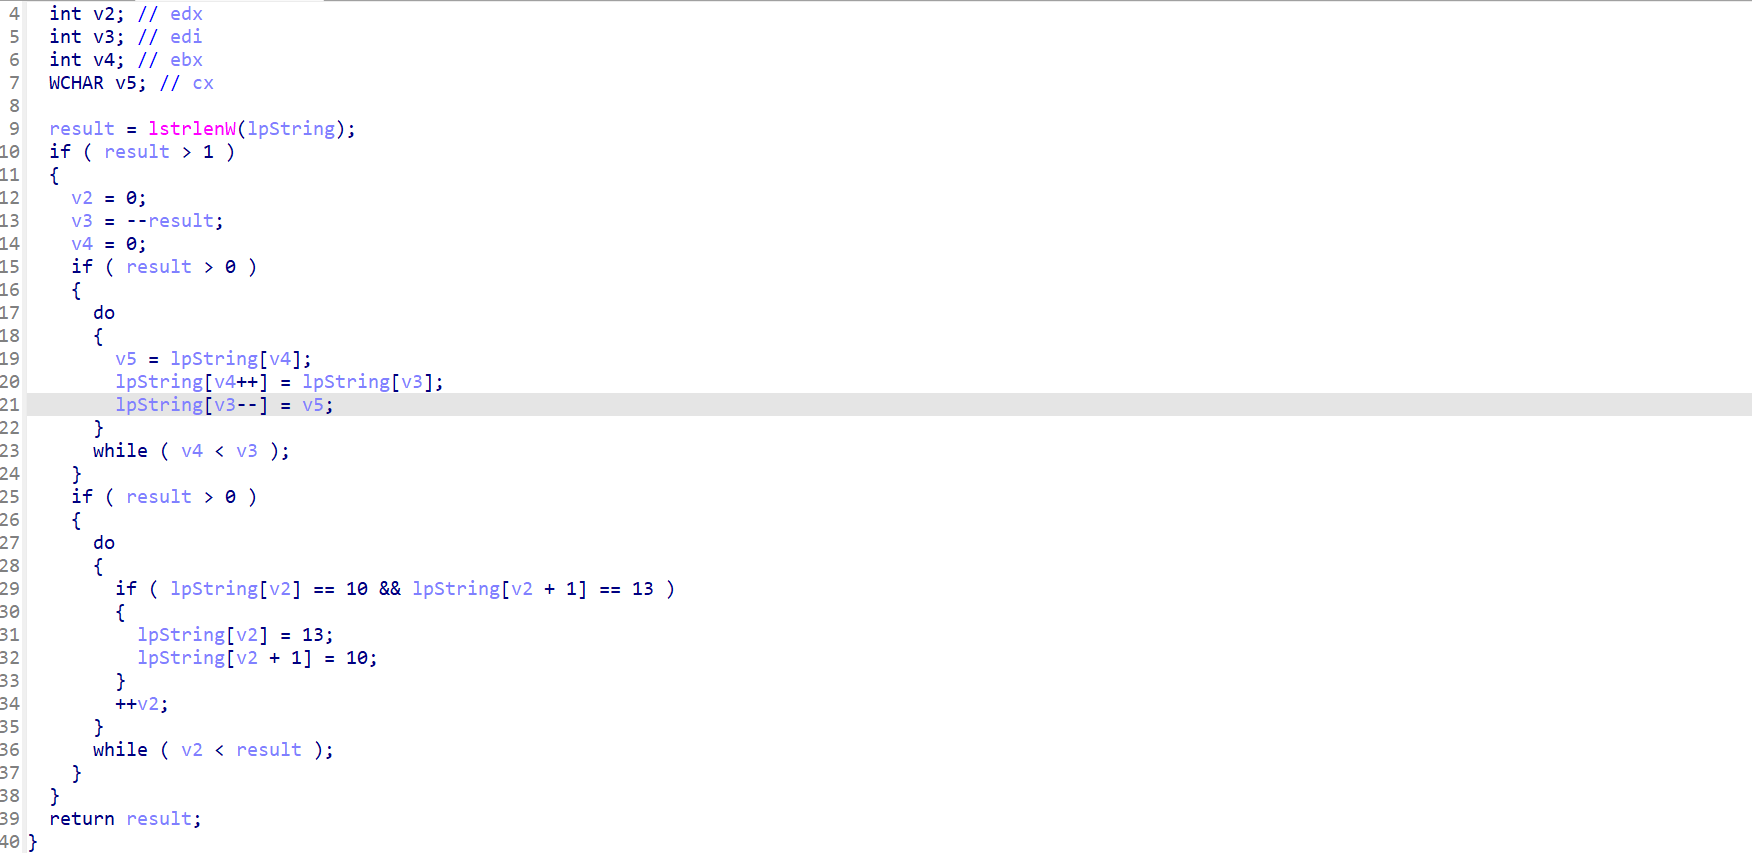 4 int v2; // edx
5 int v3; // edi
6 int v4; // ebx
7 WCHAR v5; // cx
8
9 result = lstrlenW(lpString);
10 if ( result > 1 )
11 {
12 v2 = 0;
13 v3 = --result;
14 v4 = 0;
15 if ( result > 0 )
16 {
17 do
18 {
19 v5 = lpString[v4];
20 lpString[v4++] = lpString[v3];
21 lpString[v3--] = v5;
22 }
23 while ( v4 < v3 );
24 }
25 if ( result > 0 )
26 {
27 do
28 {
29 if ( lpString[v2] == 10 && lpString[v2 + 1] == 13 )
30 {
31 lpString[v2] = 13;
32 lpString[v2 + 1] = 10;
33 }
34 ++v2;
35 }
36 while ( v2 < result );
37 }
38 }
39 return result;
40 }